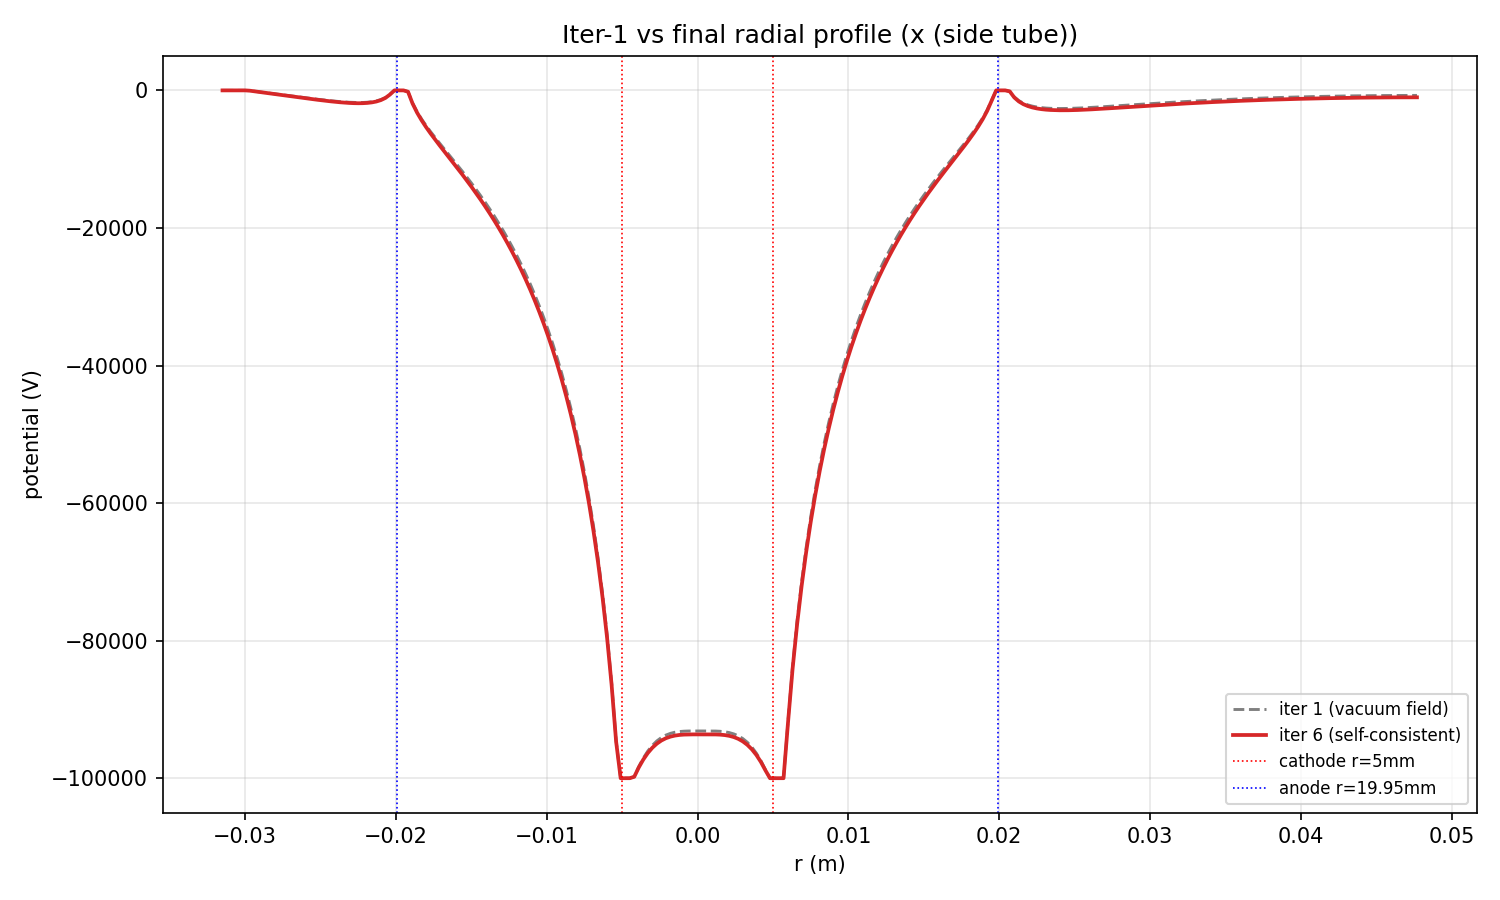 Iter-1 vs final radial profile (x (side tube))
potential (V)
0
−20000
−40000
−60000
−80000
−100000
iter 1 (vacuum field)
iter 6 (self-consistent)
cathode r=5mm
anode r=19.95mm
−0.03 −0.02 −0.01 0.00 0.01 0.02 0.03 0.04 0.05
r (m)